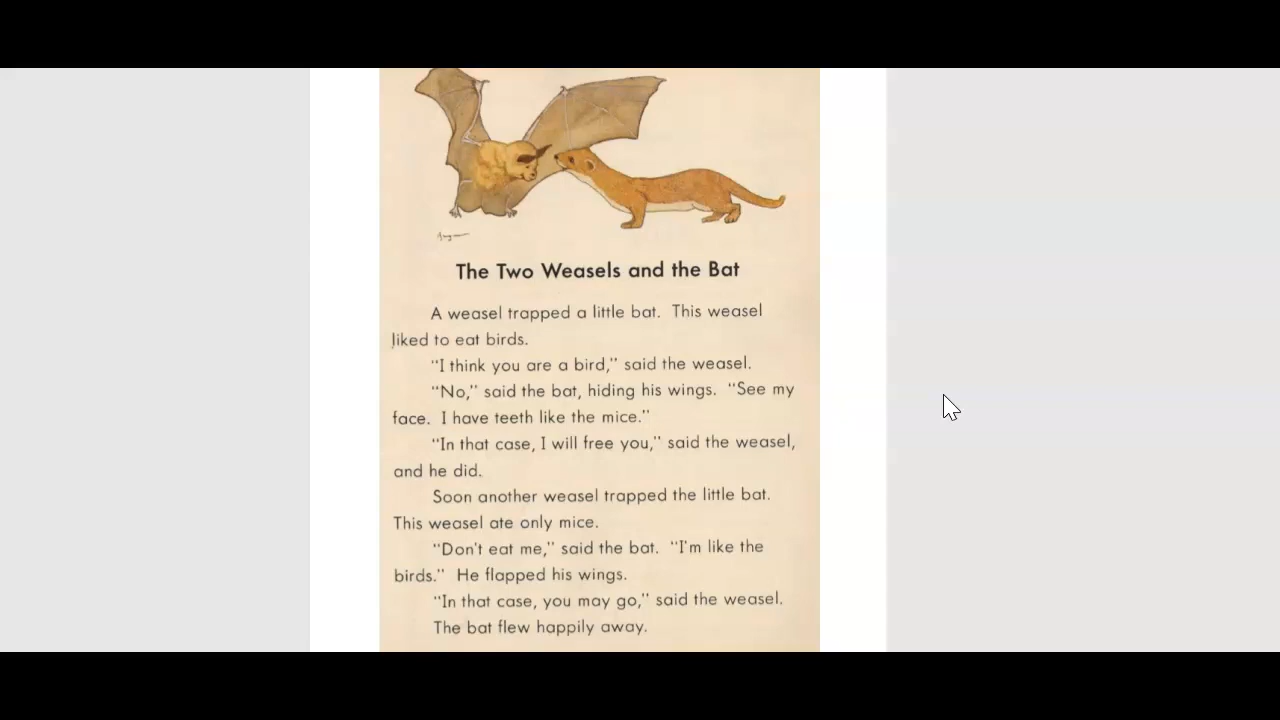 The Two Weasels and the Bat
A weasel trapped a little bat. This weasel
liked to eat birds.
"I think you are a bird," said the weasel.
"No," said the bat, hiding his wings. "See my
face. I have teeth like the mice."
"In that case, I will free you," said the weasel,
and he did.
Soon another weasel trapped the little bat.
This weasel ate only mice.
"Don't eat me," said the bat. "I'm like the
birds." He flapped his wings.
"In that case, you may go," said the weasel.
The bat flew happily away.